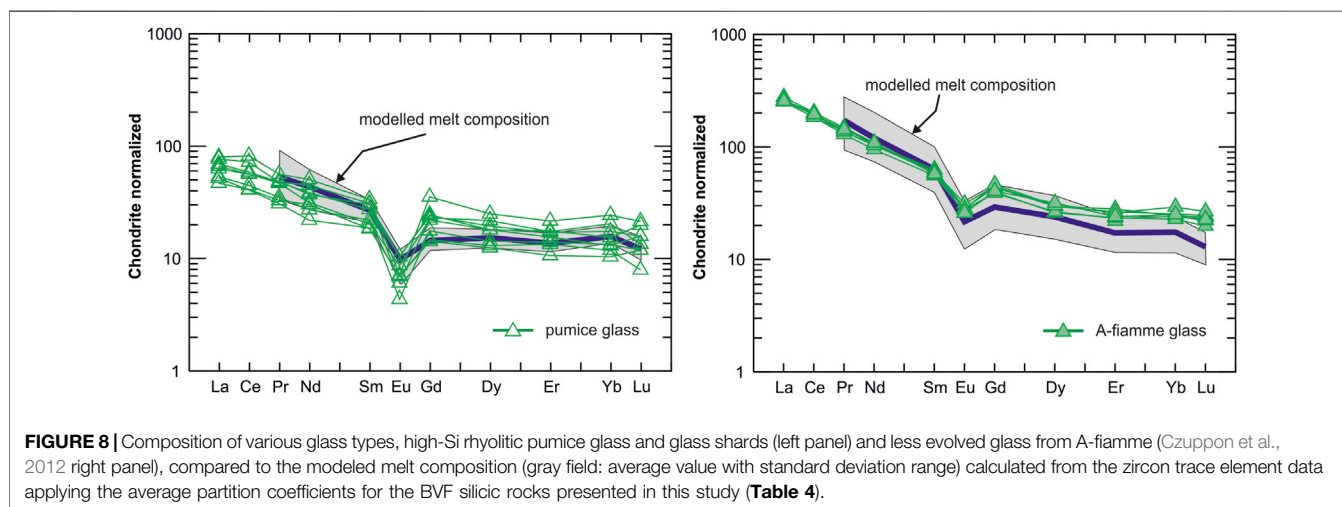 1000
100
10
1
Chondrite normalized
modelled melt composition
pumice glass
La Ce Pr Nd Sm Eu Gd Dy Er Yb Lu
1000
100
10
1
Chondrite normalized
modelled melt composition
A-fiamme glass
La Ce Pr Nd Sm Eu Gd Dy Er Yb Lu
FIGURE 8 | Composition of various glass types, high-Si rhyolitic pumice glass and glass shards (left panel) and less evolved glass from A-fiamme (Czuppon et al.,
2012 right panel), compared to the modeled melt composition (gray field: average value with standard deviation range) calculated from the zircon trace element data
applying the average partition coefficients for the BVF silicic rocks presented in this study (Table 4).